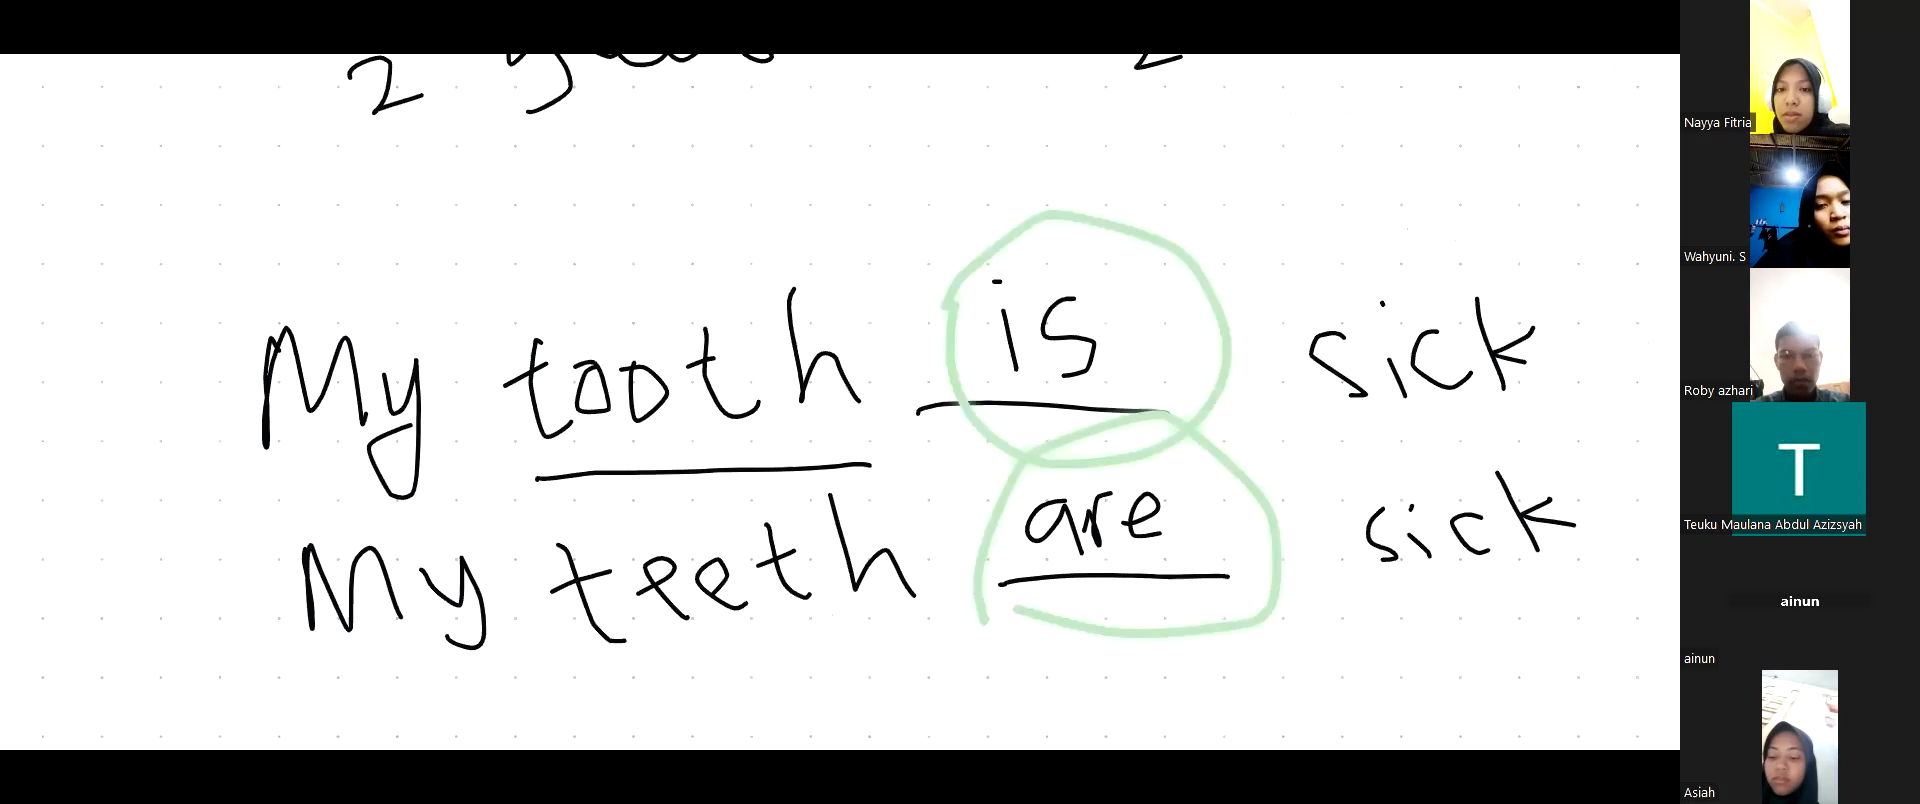 2
My tooth is sick
My teeth are sick
Nayya Fitria
Wahyuni. S
Roby azhari
T
Teuku Maulana Abdul Azizsyah
ainun
ainun
Asiah